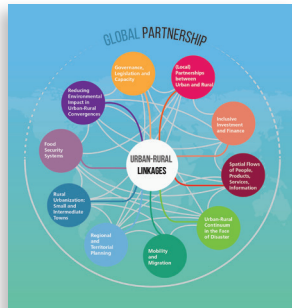 GLOBAL PARTNERSHIP
Governance,
Legislation and
Capacity
(Local)
Partnerships
between
Urban and Rural
Reducing
Environmental
Impact in
Urban-Rural
Convergences
Inclusive
Investment
and Finance
Food
Security
Systems
URBAN-RURAL
LINKAGES
Spatial Flows
of People,
Products,
Services,
Information
Rural
Urbanization:
Small and
Intermediate
Towns
Urban-Rural
Continuum
in the Face
of Disaster
Regional
and
Territorial
Planning
Mobility
and
Migration